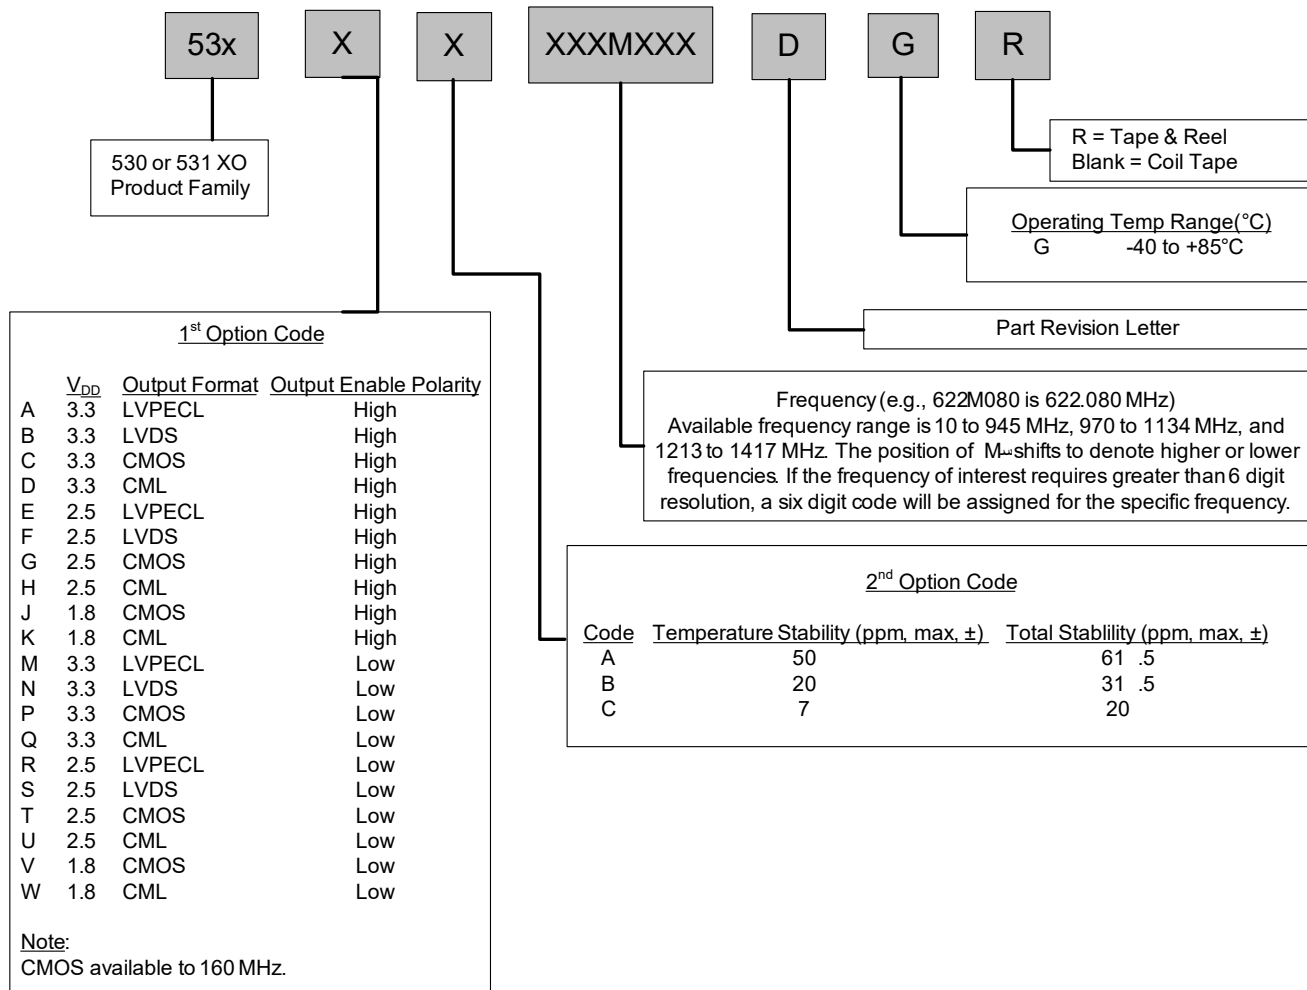 53x X X XXXMXXX D G R
530 or 531 XO
Product Family
R = Tape & Reel
Blank = Coil Tape
Operating Temp Range(°C)
G -40 to +85°C
Part Revision Letter
Frequency (e.g., 622M080 is 622.080 MHz)
Available frequency range is 10 to 945 MHz, 970 to 1134 MHz, and
1213 to 1417 MHz. The position of M shifts to denote higher or lower
frequencies. If the frequency of interest requires greater than 6 digit
resolution, a six digit code will be assigned for the specific frequency.
1st Option Code
VDD Output Format Output Enable Polarity
A 3.3 LVPECL High
B 3.3 LVDS High
C 3.3 CMOS High
D 3.3 CML High
E 2.5 LVPECL High
F 2.5 LVDS High
G 2.5 CMOS High
H 2.5 CML High
J 1.8 CMOS High
K 1.8 CML High
M 3.3 LVPECL Low
N 3.3 LVDS Low
P 3.3 CMOS Low
Q 3.3 CML Low
R 2.5 LVPECL Low
S 2.5 LVDS Low
T 2.5 CMOS Low
U 2.5 CML Low
V 1.8 CMOS Low
W 1.8 CML Low
Note:
CMOS available to 160 MHz.
2nd Option Code
Code Temperature Stability (ppm, max, ±) Total Stablility (ppm, max, ±)
A 50 61 .5
B 20 31 .5
C 7 20